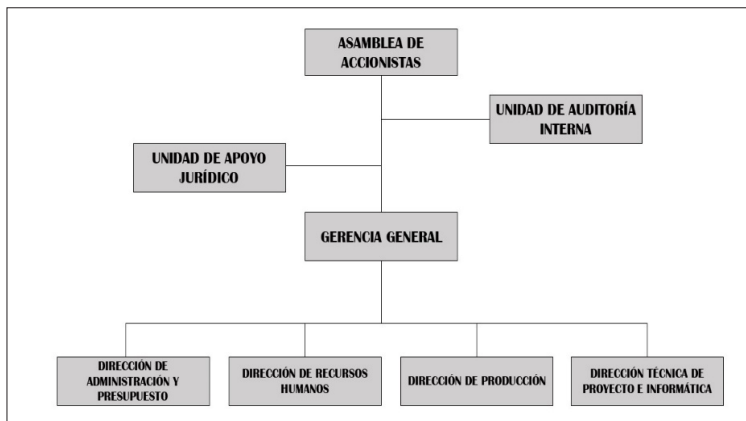 ASAMBLEA DE
ACCIONISTAS
UNIDAD DE AUDITORÍA
INTERNA
UNIDAD DE APOYO
JURÍDICO
GERENCIA GENERAL
DIRECCIÓN DE
ADMINISTRACIÓN Y
PRESUPUESTO
DIRECCIÓN DE RECURSOS
HUMANOS
DIRECCIÓN DE PRODUCCIÓN
DIRECCIÓN TÉCNICA DE
PROYECTO E INFORMÁTICA